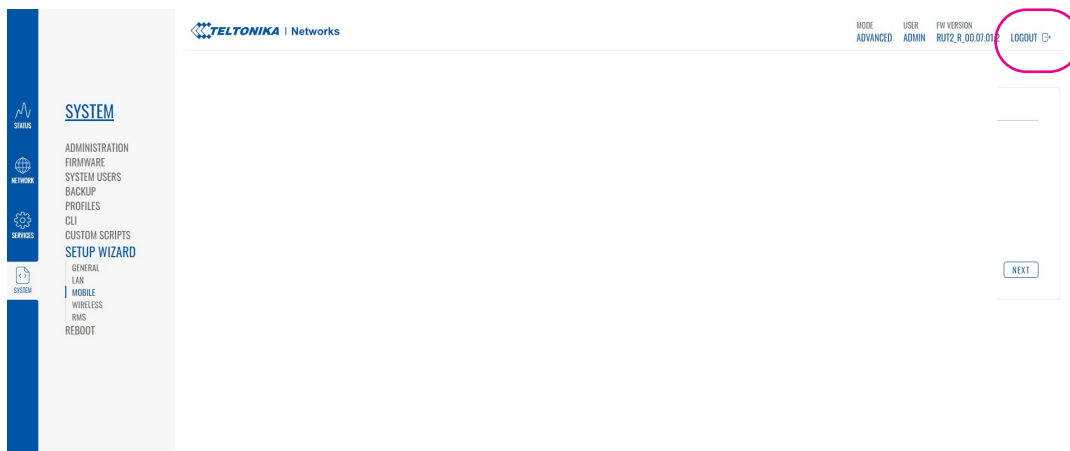 TELTONIKA | Networks
MODE USER FW VERSION
ADVANCED ADMIN RUT2_R_00.07.01.2 LOGOUT
STATUS
NETWORK
SERVICES
SYSTEM
SYSTEM
ADMINISTRATION
FIRMWARE
SYSTEM USERS
BACKUP
PROFILES
CLI
CUSTOM SCRIPTS
SETUP WIZARD
GENERAL
LAN
MOBILE
WIRELESS
RMS
REBOOT
NEXT